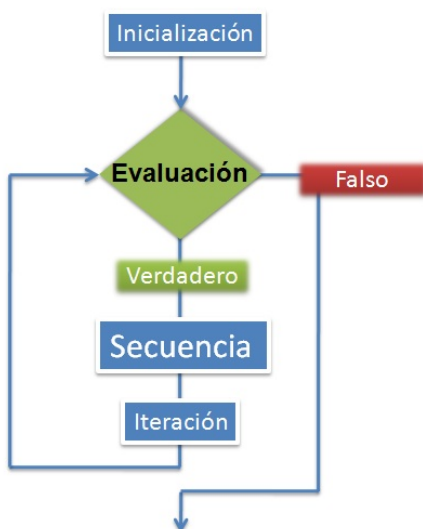 Inicialización
Evaluación
Falso
Verdadero
Secuencia
Iteración